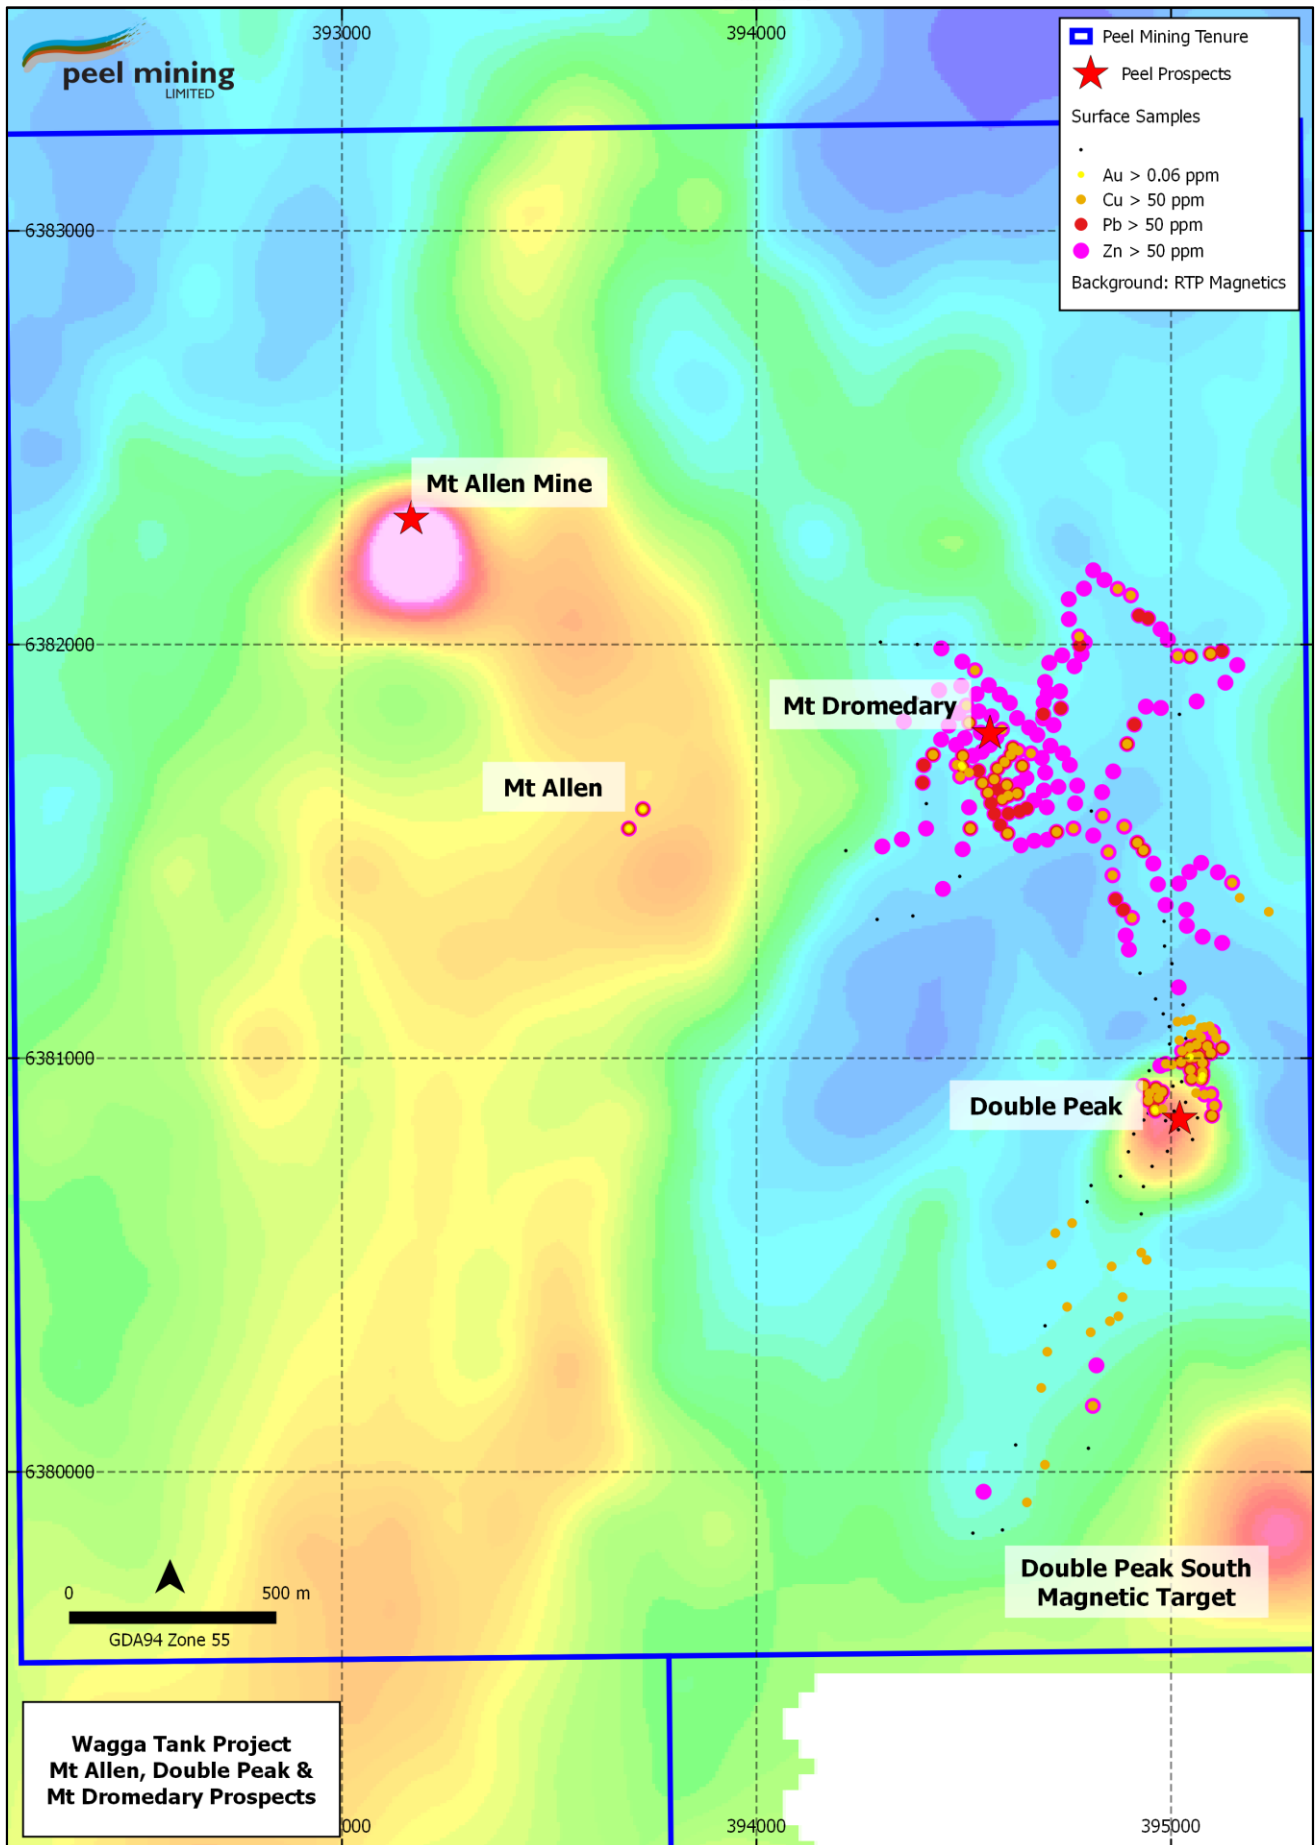 peel mining
LIMITED
393000
394000
Peel Mining Tenure
Peel Prospects
Surface Samples
Au > 0.06 ppm
Cu > 50 ppm
Pb > 50 ppm
Zn > 50 ppm
Background: RTP Magnetics
6383000
Mt Allen Mine
6382000
Mt Dromedary
Mt Allen
6381000
Double Peak
6380000
Double Peak South
Magnetic Target
0 500 m
GDA94 Zone 55
Wagga Tank Project
Mt Allen, Double Peak &
Mt Dromedary Prospects
000
394000
395000